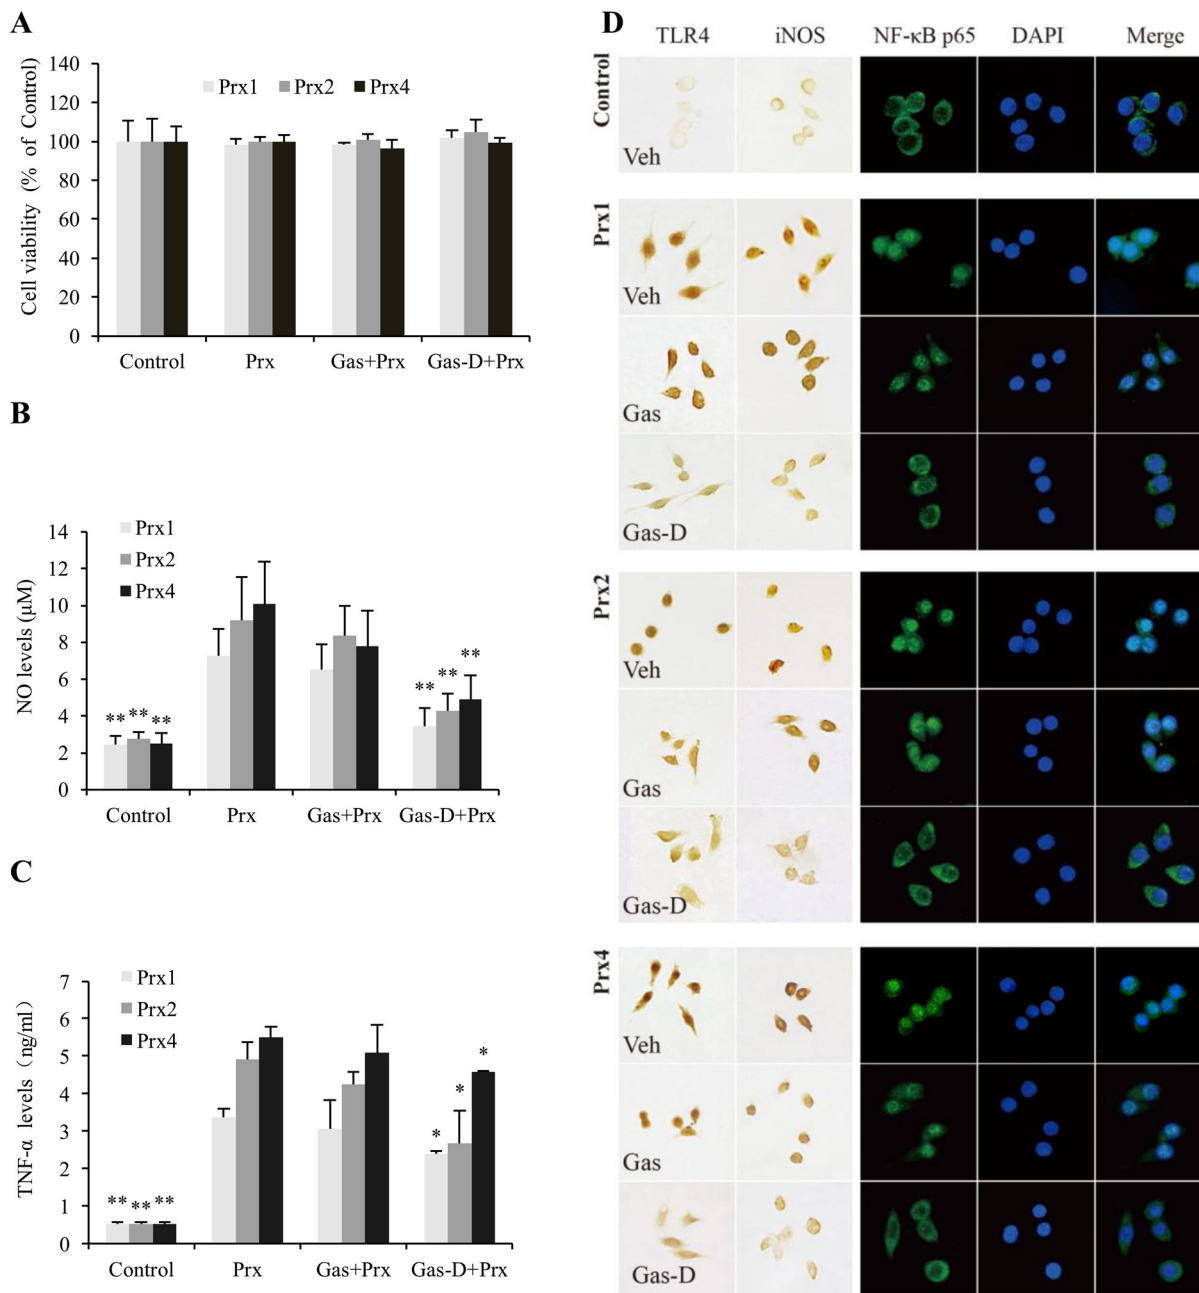 A
Cell viability (% of Control)
140
120
100
80
60
40
20
0
Prx1 Prx2 Prx4
Control Prx Gas+Prx Gas-D+Prx
B
NO levels (μM)
14
12
10
8
6
4
2
0
Prx1
Prx2
Prx4
** ** **
** ** **
Control Prx Gas+Prx Gas-D+Prx
C
TNF-α levels (ng/ml)
7
6
5
4
3
2
1
0
Prx1
Prx2
Prx4
** ** **
* * *
Control Prx Gas+Prx Gas-D+Prx
D
TLR4 iNOS NF-κB p65 DAPI Merge
Control
Veh
Prx1
Veh
Gas
Gas-D
Prx2
Veh
Gas
Gas-D
Prx4
Veh
Gas
Gas-D